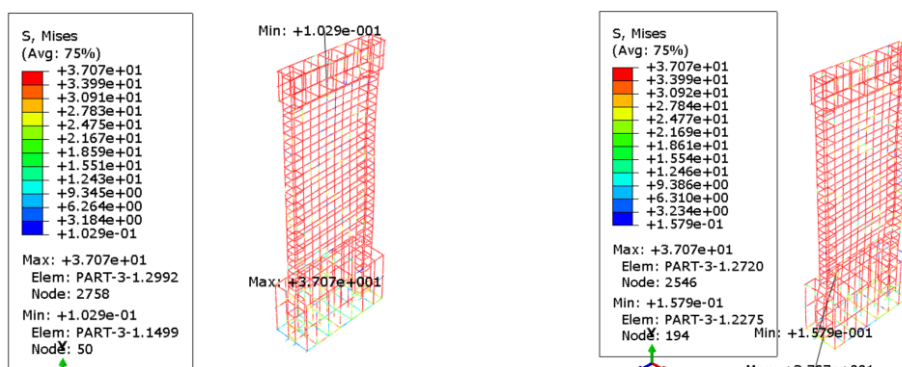 S, Mises
(Avg: 75%)
+3.707e+01
+3.399e+01
+3.091e+01
+2.783e+01
+2.475e+01
+2.167e+01
+1.859e+01
+1.551e+01
+1.243e+01
+9.345e+00
+6.264e+00
+3.184e+00
+1.029e-01
Max: +3.707e+01
Elem: PART-3-1.2992
Node: 2758
Min: +1.029e-01
Elem: PART-3-1.1499
Node: 50
Y
Min: +1.029e-001
Max: +3.707e+001
S, Mises
(Avg: 75%)
+3.707e+01
+3.399e+01
+3.092e+01
+2.784e+01
+2.477e+01
+2.169e+01
+1.861e+01
+1.554e+01
+1.246e+01
+9.386e+00
+6.310e+00
+3.234e+00
+1.579e-01
Max: +3.707e+01
Elem: PART-3-1.2720
Node: 2546
Min: +1.579e-01
Elem: PART-3-1.2275
Node: 194
Y
Min: +1.579e-001